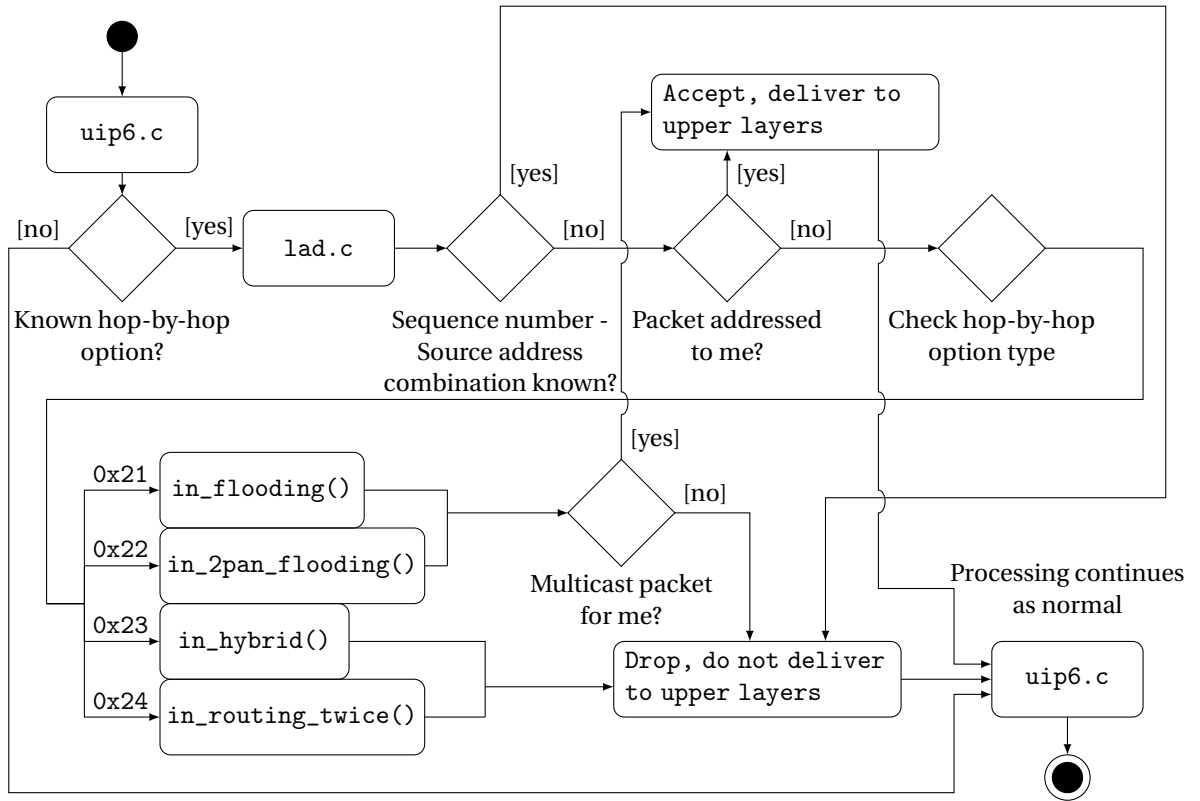 uip6.c
[no]
[yes]
Known hop-by-hop
option?
lad.c
[yes]
[no]
Sequence number -
Source address
combination known?
Accept, deliver to
upper layers
[yes]
[no]
Packet addressed
to me?
Check hop-by-hop
option type
0x21
in_flooding()
0x22
in_2pan_flooding()
0x23
in_hybrid()
0x24
in_routing_twice()
[yes]
[no]
Multicast packet
for me?
Drop, do not deliver
to upper layers
Processing continues
as normal
uip6.c